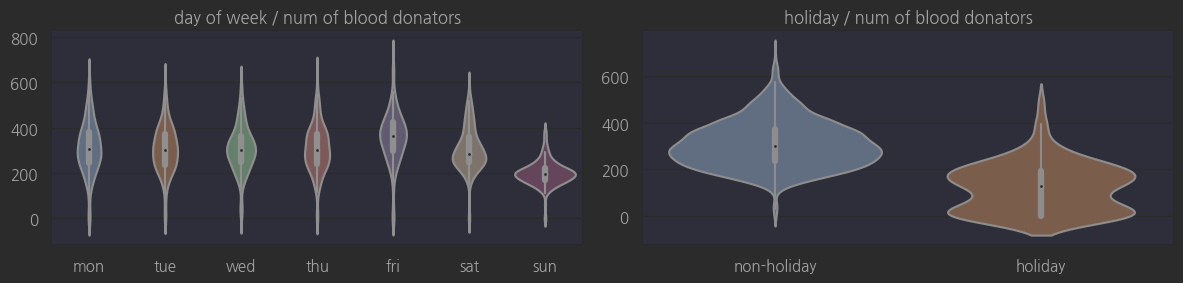 day of week / num of blood donators
800
600
400
200
0
mon tue wed thu fri sat sun
holiday / num of blood donators
600
400
200
0
non-holiday holiday